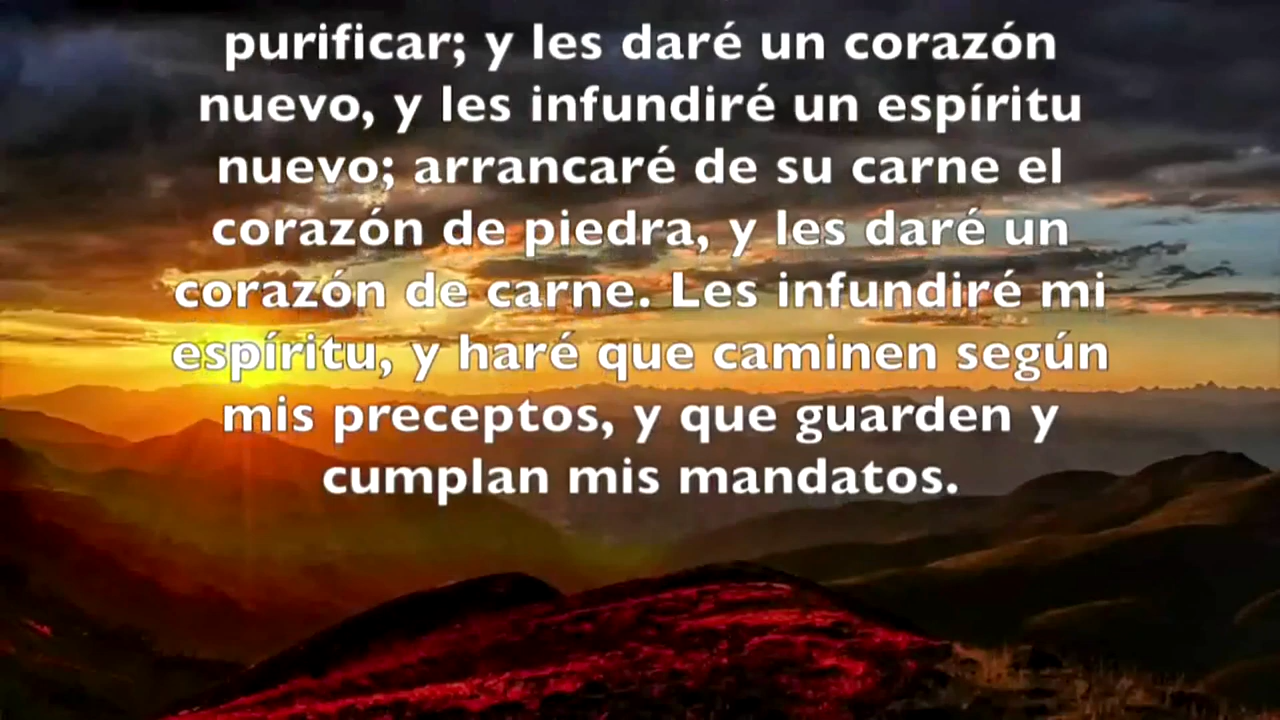 purificar; y les daré un corazón
nuevo, y les infundiré un espíritu
nuevo; arrancaré de su carne el
corazón de piedra, y les daré un
corazón de carne. Les infundiré mi
espíritu, y haré que caminen según
mis preceptos, y que guarden y
cumplan mis mandatos.